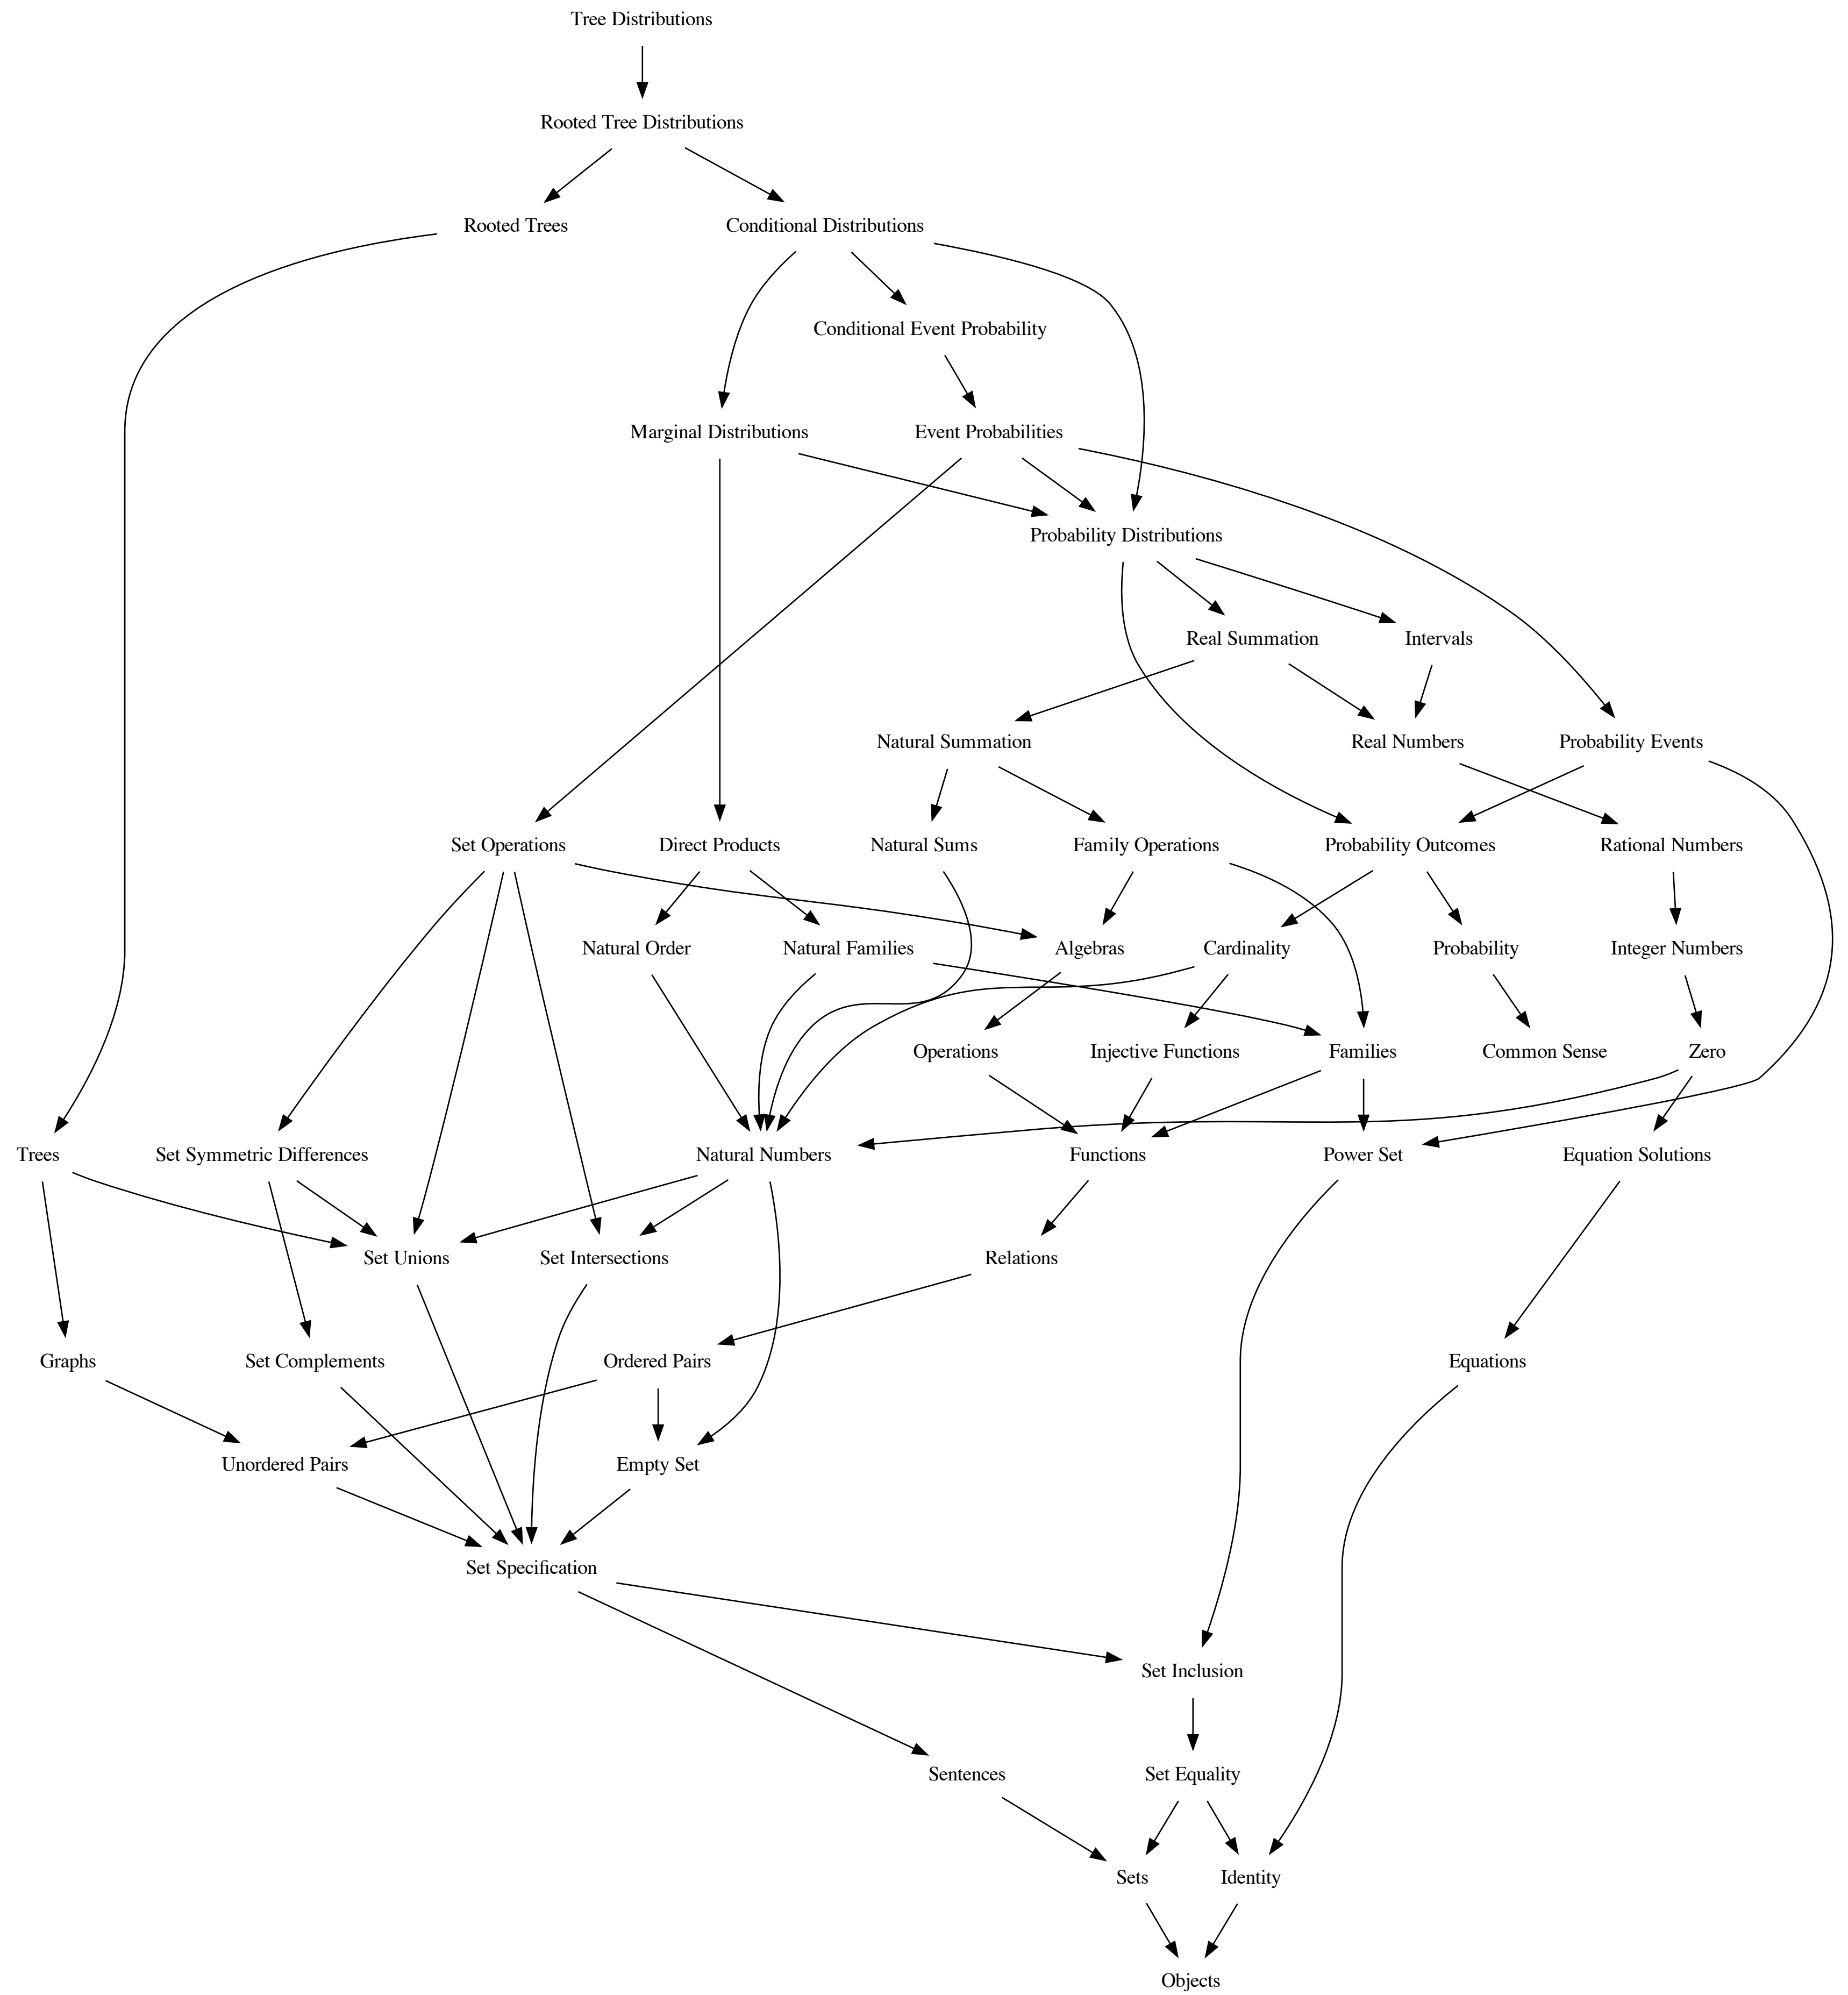 Tree Distributions
Rooted Tree Distributions
Rooted Trees
Conditional Distributions
Conditional Event Probability
Marginal Distributions
Event Probabilities
Probability Distributions
Real Summation
Intervals
Natural Summation
Real Numbers
Probability Events
Set Operations
Direct Products
Natural Sums
Family Operations
Probability Outcomes
Rational Numbers
Natural Order
Natural Families
Algebras
Cardinality
Probability
Integer Numbers
Operations
Injective Functions
Families
Common Sense
Zero
Trees
Set Symmetric Differences
Natural Numbers
Functions
Power Set
Equation Solutions
Set Unions
Set Intersections
Relations
Graphs
Set Complements
Ordered Pairs
Equations
Unordered Pairs
Empty Set
Set Specification
Set Inclusion
Sentences
Set Equality
Sets
Identity
Objects